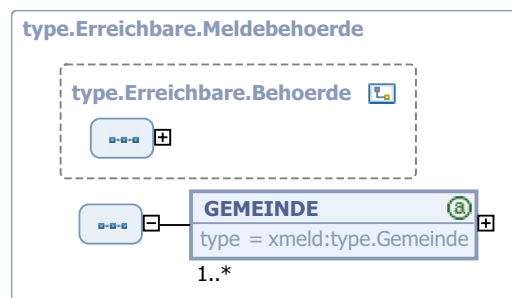 type.Erreichbare.Meldebehoerde
type.Erreichbare.Behoerde
GEMEINDE @
type = xmeld:type.Gemeinde
1..*